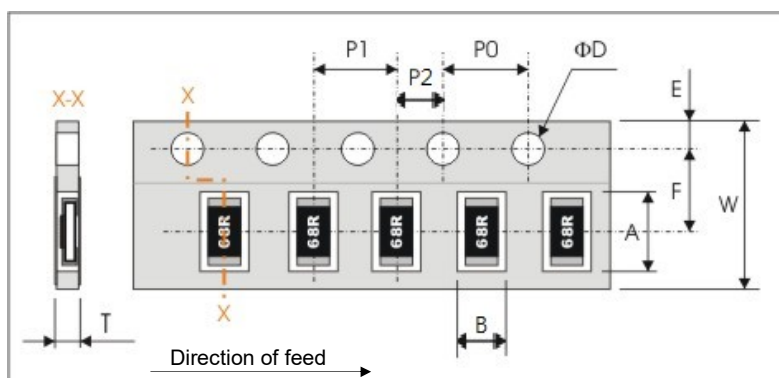 P1
P0
ΦD
P2
E
X-X
X
F
W
A
68R
68R
68R
68R
68R
X
T
B
Direction of feed